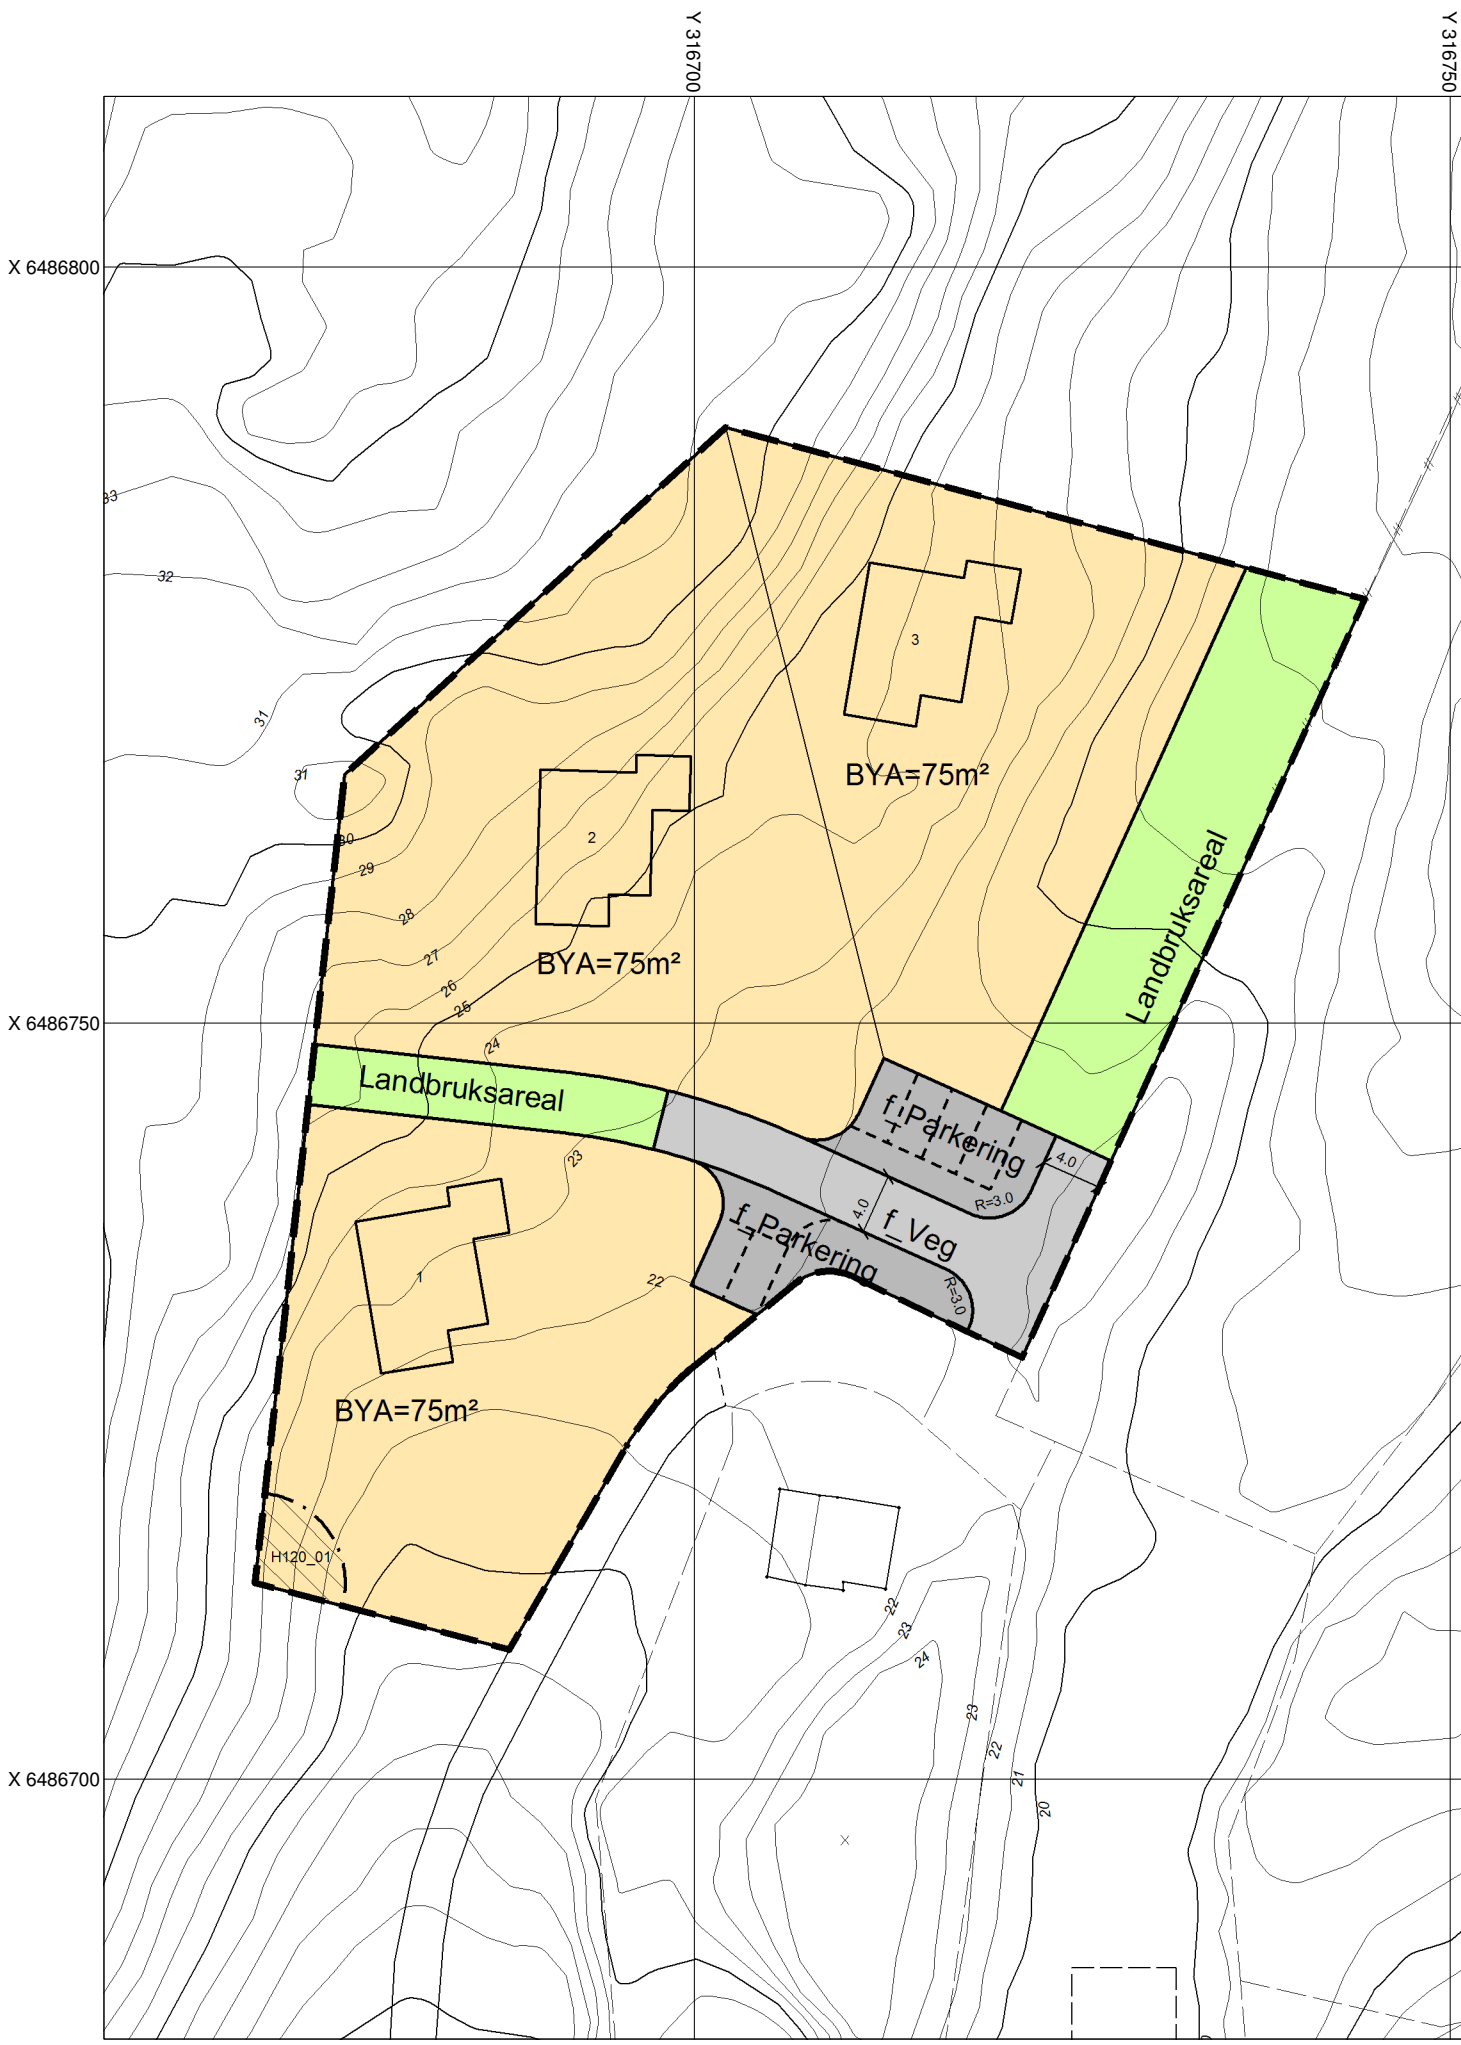 Y 316700
Y 316750
X 6486800
33
32
3
31
31
BYA=75m²
2
30
29
28
Landbruksareal
27
BYA=75m²
26
25
X 6486750
24
Landbruksareal
f_Parkering
23
4.0
R=3.0
4.0
f_Veg
f_Parkering
1
22
R=3.0
BYA=75m²
H120_01
22
23
24
23
22
X 6486700
21
20